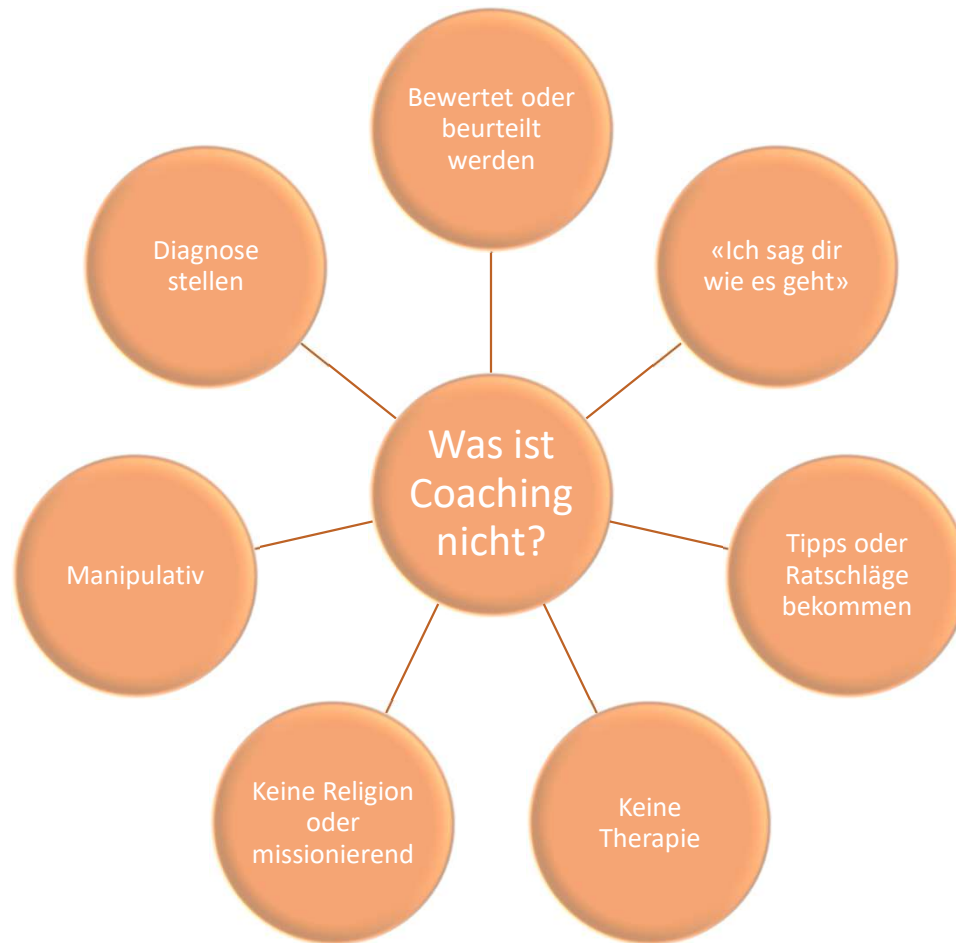 Bewertet oder
beurteilt
werden
«Ich sag dir
wie es geht»
Tipps oder
Ratschläge
bekommen
Keine
Therapie
Keine Religion
oder
missionierend
Manipulativ
Diagnose
stellen
Was ist
Coaching
nicht?